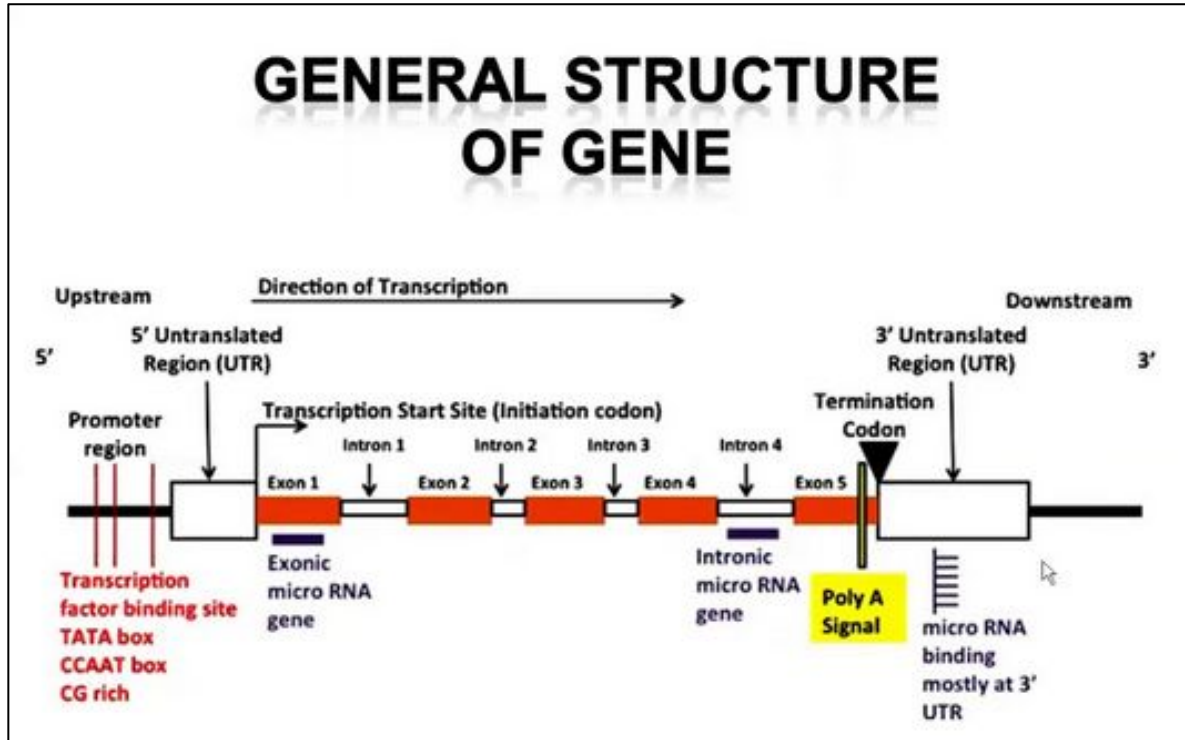 GENERAL STRUCTURE
OF GENE
Direction of Transcription
Upstream
Downstream
5' Untranslated
Region (UTR)
3' Untranslated
Region (UTR)
5'
3'
Transcription Start Site (Initiation codon)
Termination
Codon
Promoter
region
Intron 1
Intron 2
Intron 3
Intron 4
Exon 1
Exon 2
Exon 3
Exon 4
Exon 5
Exonic
micro RNA
gene
Intronic
micro RNA
gene
Poly A
Signal
Transcription
factor binding site
TATA box
CCAAT box
CG rich
micro RNA
binding
mostly at 3'
UTR